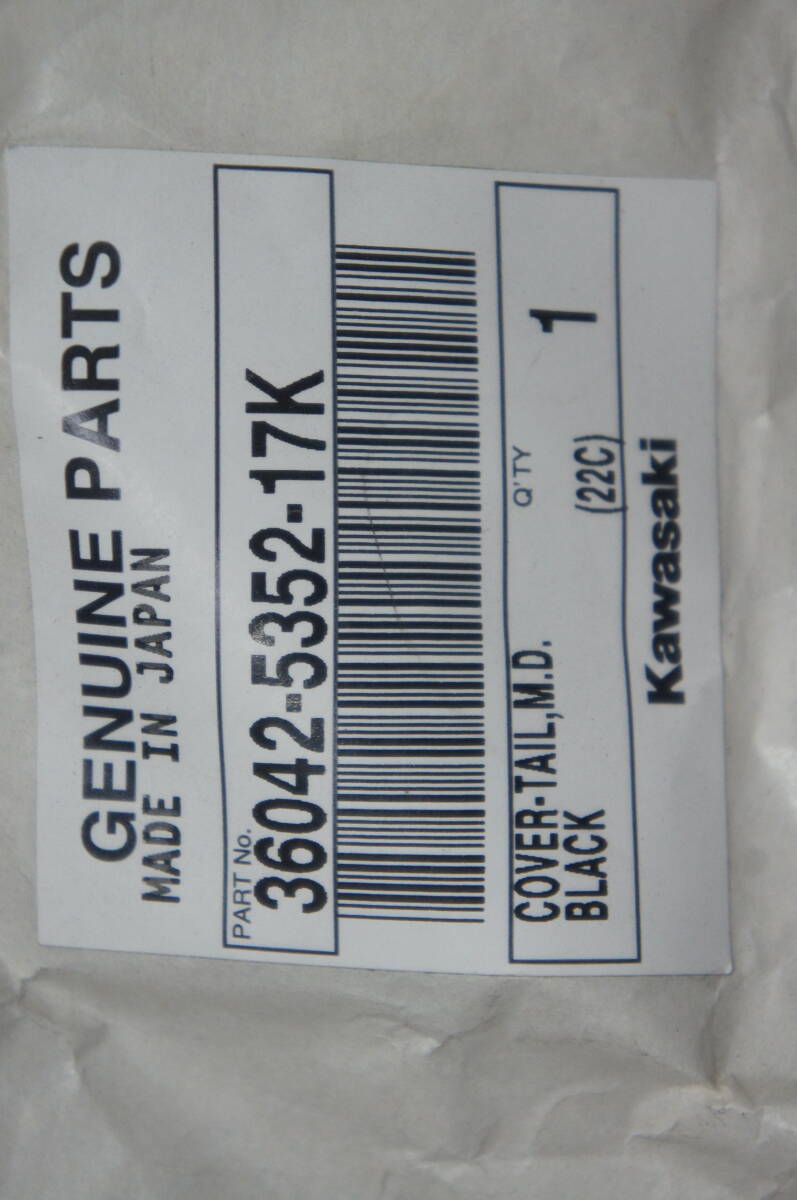 GENUINE PARTS
MADE IN JAPAN
PART No.
36042-5352-17K
Q'TY
COVER-TAIL,M.D.
1
BLACK
(22C)
Kawasaki